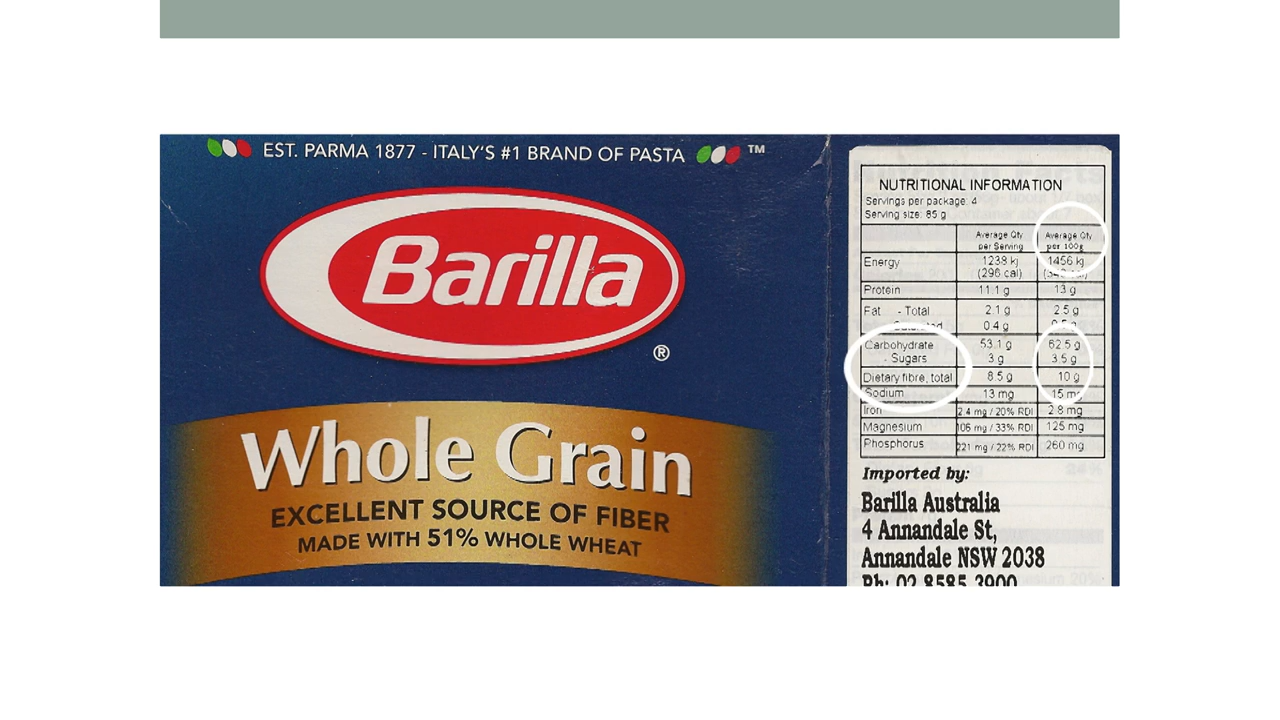 EST. PARMA 1877 - ITALY'S #1 BRAND OF PASTA ™
Barilla
®
Whole Grain
EXCELLENT SOURCE OF FIBER
MADE WITH 51% WHOLE WHEAT
NUTRITIONAL INFORMATION
Servings per package: 4
Serving size: 85 g
Average Qty per Serving Average Qty per 100g
Energy 1238 kj (296 cal) 1456 kj
Protein 11.1 g 13 g
Fat - Total 2.1 g 2.5 g
0.4 g
Carbohydrate 53.1 g 62.5 g
- Sugars 3 g 3.5 g
Dietary fibre, total 8.5 g 10 g
Sodium 13 mg 15 mg
Iron 2.4 mg / 20% RDI 2.8 mg
Magnesium 106 mg / 33% RDI 125 mg
Phosphorus 221 mg / 22% RDI 260 mg
Imported by:
Barilla Australia
4 Annandale St,
Annandale NSW 2038
Ph: 02 8585 3900